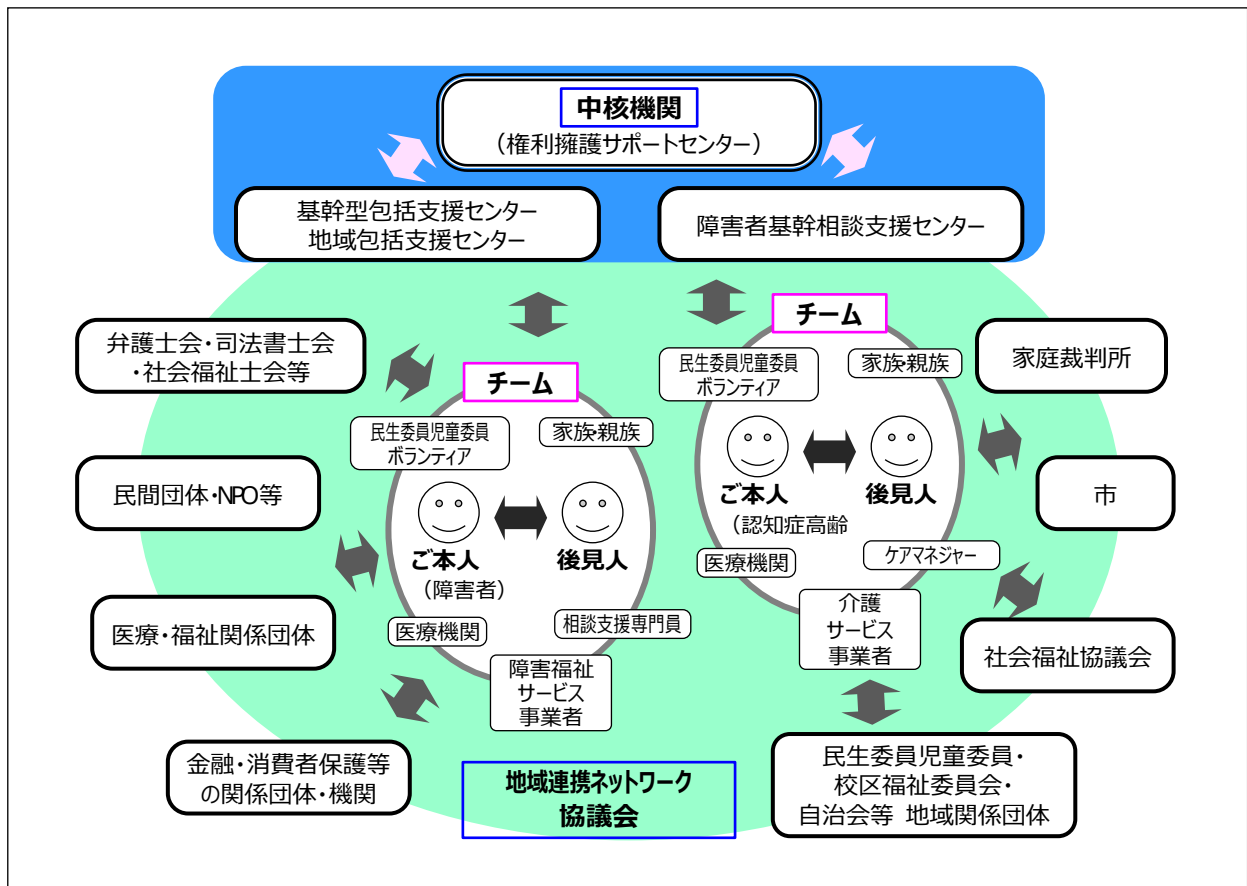 中核機関
（権利擁護サポートセンター）
基幹型包括支援センター
地域包括支援センター
障害者基幹相談支援センター
弁護士会・司法書士会
・社会福祉士会等
民間団体・NPO等
医療・福祉関係団体
金融・消費者保護等
の関係団体・機関
チーム
民生委員児童委員
ボランティア
家族・親族
ご本人
（障害者）
後見人
医療機関
相談支援専門員
障害福祉
サービス
事業者
チーム
民生委員児童委員
ボランティア
家族・親族
ご本人
（認知症高齢
後見人
医療機関
ケアマネジャー
介護
サービス
事業者
家庭裁判所
市
社会福祉協議会
民生委員児童委員・
校区福祉委員会・
自治会等 地域関係団体
地域連携ネットワーク
協議会